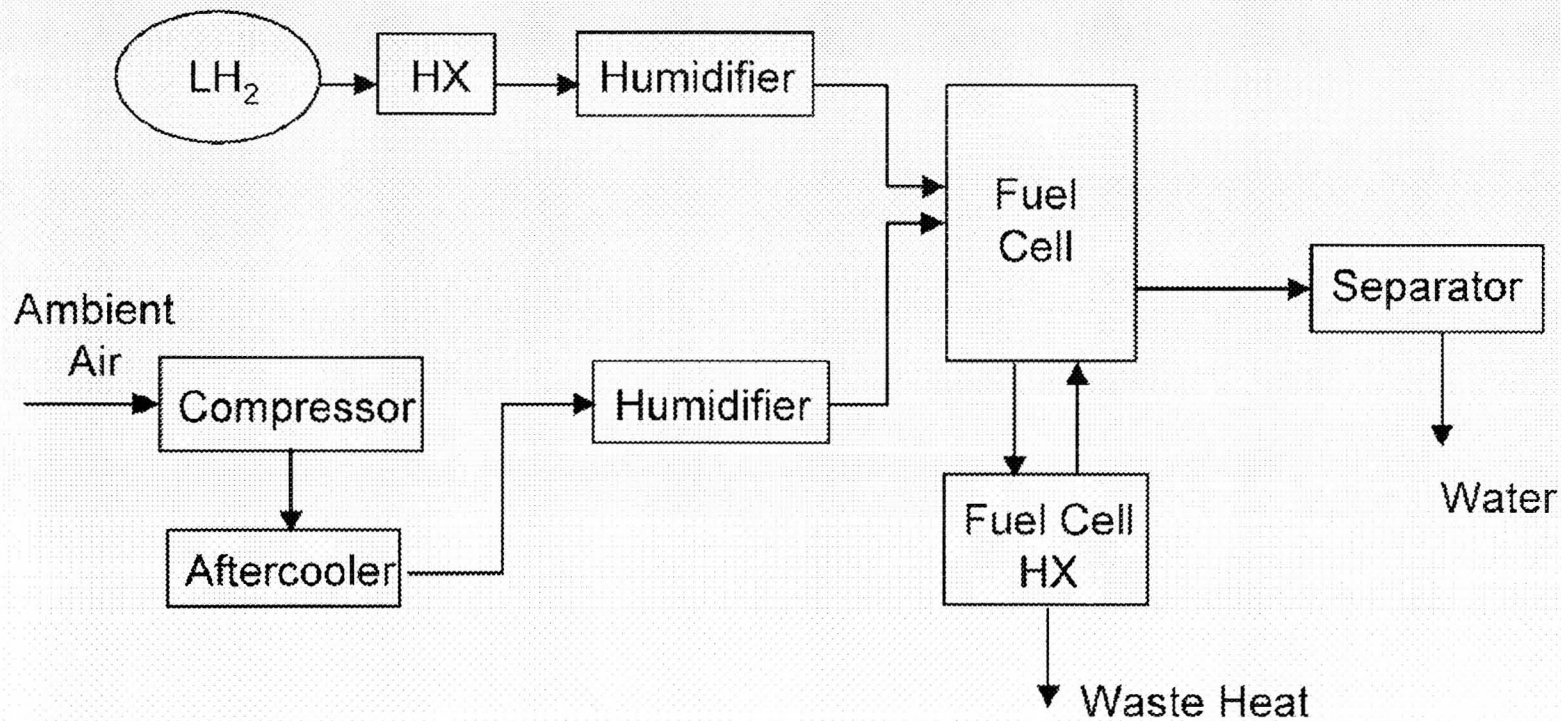 LH₂
HX
Humidifier
Fuel
Cell
Separator
Ambient
Air
Compressor
Humidifier
Aftercooler
Fuel Cell
HX
Water
Waste Heat